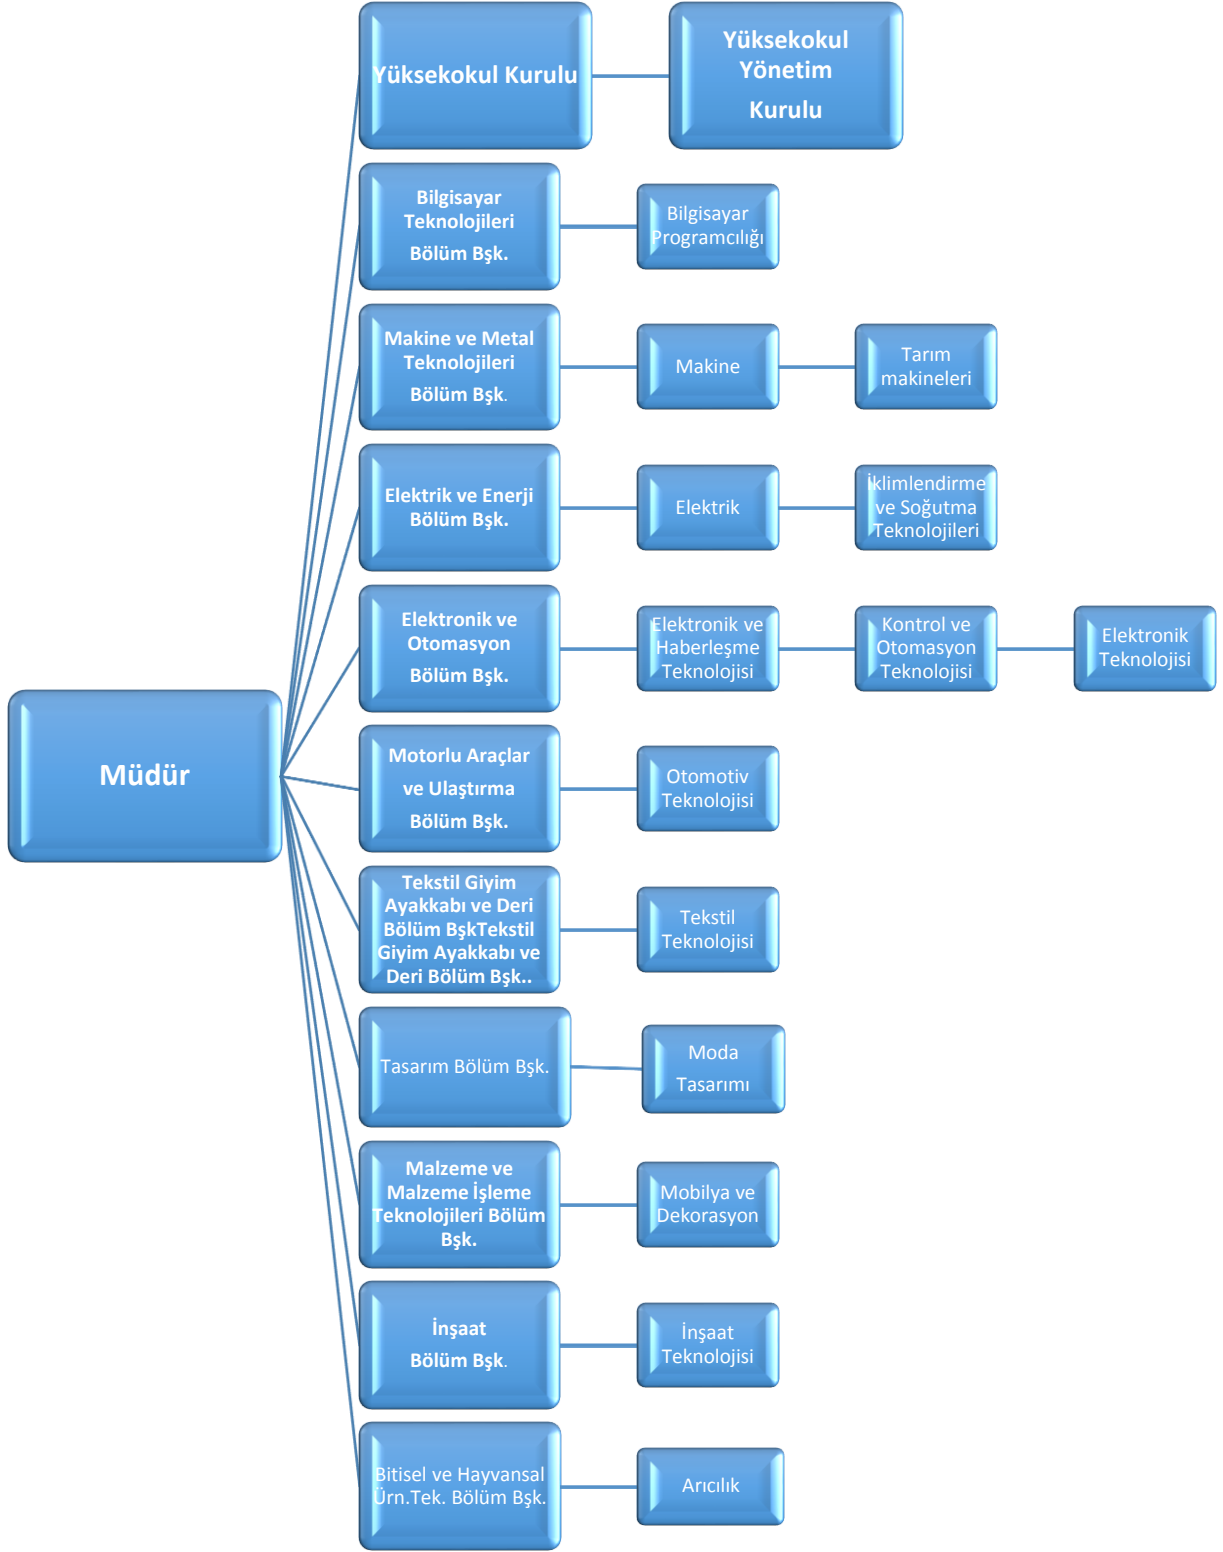 Yüksekokul Kurulu
Yüksekokul
Yönetim
Kurulu
Bilgisayar
Teknolojileri
Bölüm Bşk.
Bilgisayar
Programcılığı
Makine ve Metal
Teknolojileri
Bölüm Bşk.
Makine
Tarım
makineleri
Elektrik ve Enerji
Bölüm Bşk.
Elektrik
İklimlendirme
ve Soğutma
Teknolojileri
Elektronik ve
Otomasyon
Bölüm Bşk.
Elektronik ve
Haberleşme
Teknolojisi
Kontrol ve
Otomasyon
Teknolojisi
Elektronik
Teknolojisi
Müdür
Motorlu Araçlar
ve Ulaştırma
Bölüm Bşk.
Otomotiv
Teknolojisi
Tekstil Giyim
Ayakkabı ve Deri
Bölüm BşkTekstil
Giyim Ayakkabı ve
Deri Bölüm Bşk..
Tekstil
Teknolojisi
Tasarım Bölüm Bşk.
Moda
Tasarımı
Malzeme ve
Malzeme İşleme
Teknolojileri Bölüm
Bşk.
Mobilya ve
Dekorasyon
İnşaat
Bölüm Bşk.
İnşaat
Teknolojisi
Bitisel ve Hayvansal
Ürn.Tek. Bölüm Bşk.
Arıcılık